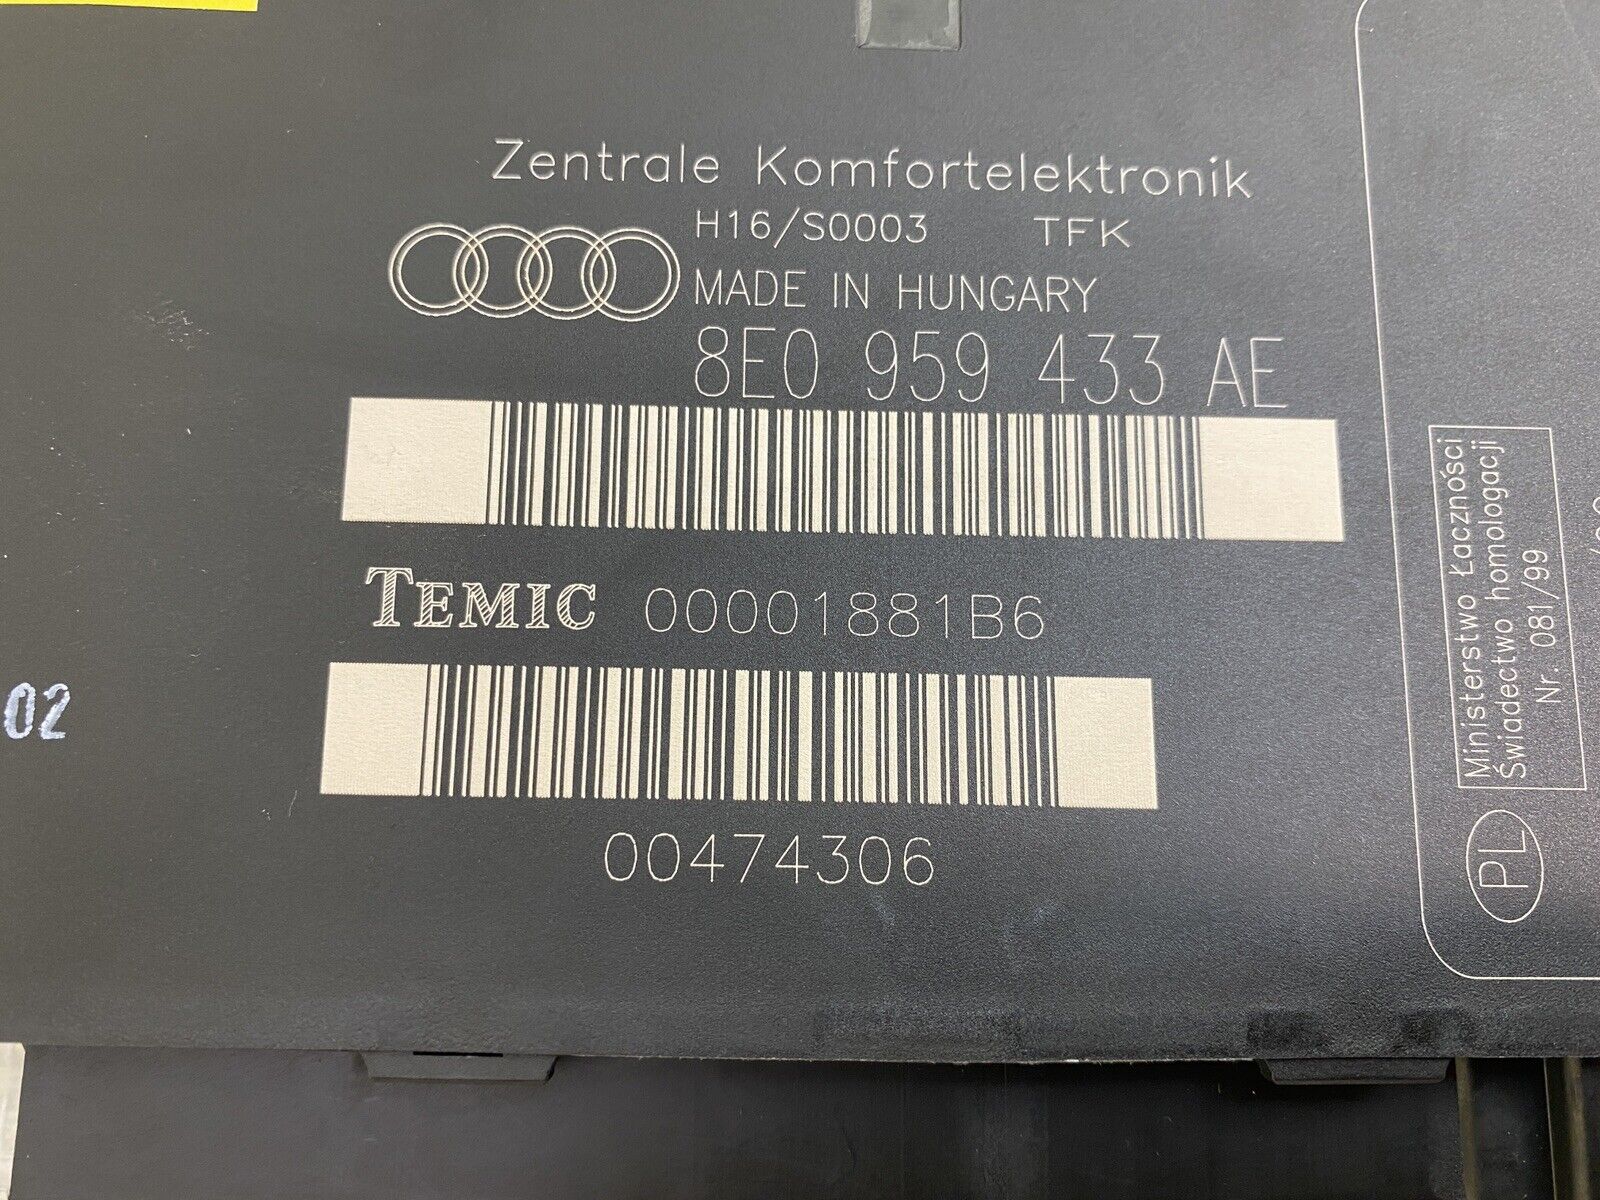 Zentrale Komfortelektronik
H16/S0003 TFK
MADE IN HUNGARY
8E0 959 433 AE
TEMIC 00001881B6
00474306
02
Ministerstwo Łączności
Świadectwo homologacji
Nr. 081/99
PL